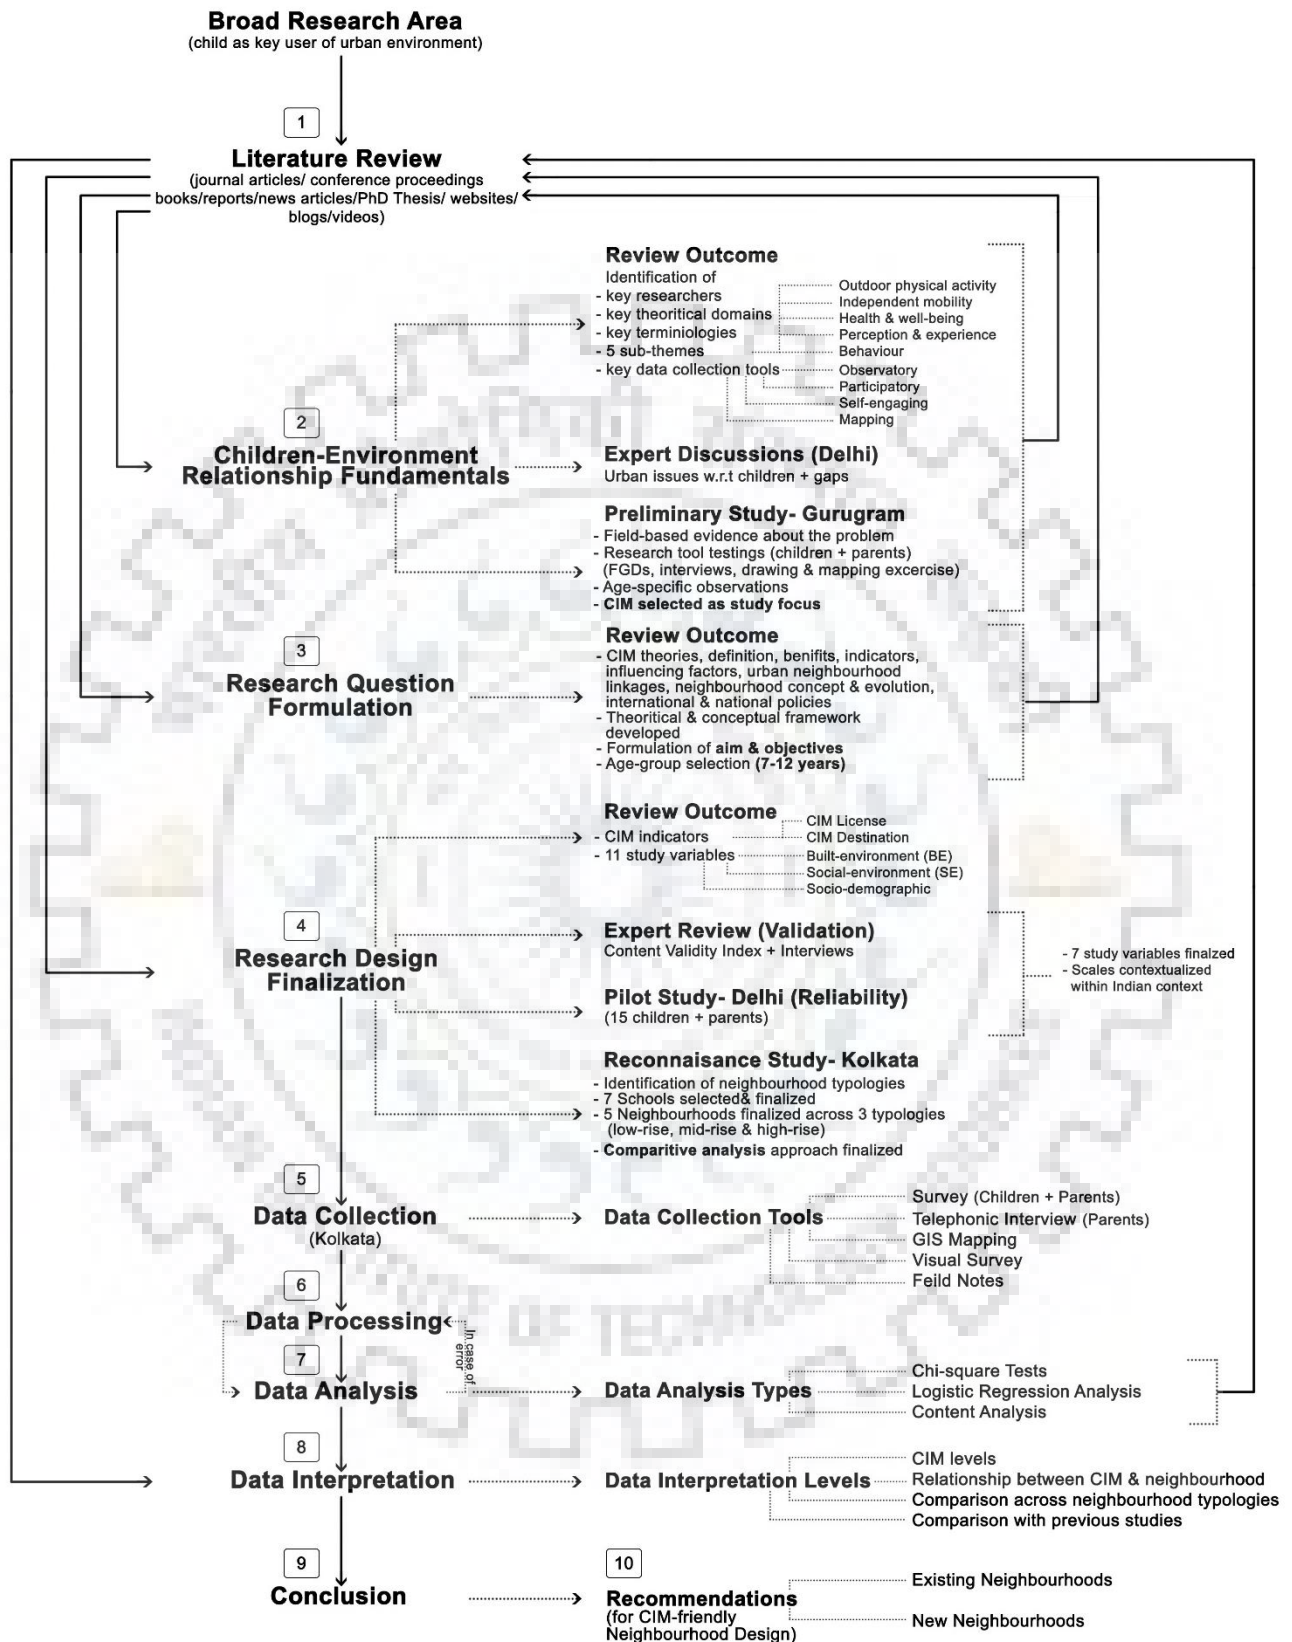 Broad Research Area
(child as key user of urban environment)
1
Literature Review
(journal articles/ conference proceedings
books/reports/news articles/PhD Thesis/ websites/
blogs/videos)
Review Outcome
Identification of
- key researchers
- key theoritical domains
- key terminiologies
- 5 sub-themes
- key data collection tools
Outdoor physical activity
Independent mobility
Health & well-being
Perception & experience
Behaviour
Observatory
Participatory
Self-engaging
Mapping
2
Children-Environment
Relationship Fundamentals
Expert Discussions (Delhi)
Urban issues w.r.t children + gaps
Preliminary Study- Gurugram
- Field-based evidence about the problem
- Research tool testings (children + parents)
(FGDs, interviews, drawing & mapping excercise)
- Age-specific observations
- CIM selected as study focus
3
Research Question
Formulation
Review Outcome
- CIM theories, definition, benifits, indicators,
influencing factors, urban neighbourhood
linkages, neighbourhood concept & evolution,
international & national policies
- Theoritical & conceptual framework
developed
- Formulation of aim & objectives
- Age-group selection (7-12 years)
Review Outcome
- CIM indicators
- 11 study variables
CIM License
CIM Destination
Built-environment (BE)
Social-environment (SE)
Socio-demographic
4
Research Design
Finalization
Expert Review (Validation)
Content Validity Index + Interviews
Pilot Study- Delhi (Reliability)
(15 children + parents)
- 7 study variables finalzed
- Scales contextualized
within Indian context
Reconnaisance Study- Kolkata
- Identification of neighbourhood typologies
- 7 Schools selected& finalized
- 5 Neighbourhoods finalized across 3 typologies
(low-rise, mid-rise & high-rise)
- Comparitive analysis approach finalized
5
Data Collection
(Kolkata)
Data Collection Tools
Survey (Children + Parents)
Telephonic Interview (Parents)
GIS Mapping
Visual Survey
Feild Notes
6
Data Processing
In case of
error
7
Data Analysis
Data Analysis Types
Chi-square Tests
Logistic Regression Analysis
Content Analysis
8
Data Interpretation
Data Interpretation Levels
CIM levels
Relationship between CIM & neighbourhood
Comparison across neighbourhood typologies
Comparison with previous studies
9
Conclusion
10
Recommendations
(for CIM-friendly
Neighbourhood Design)
Existing Neighbourhoods
New Neighbourhoods
OF TECHN